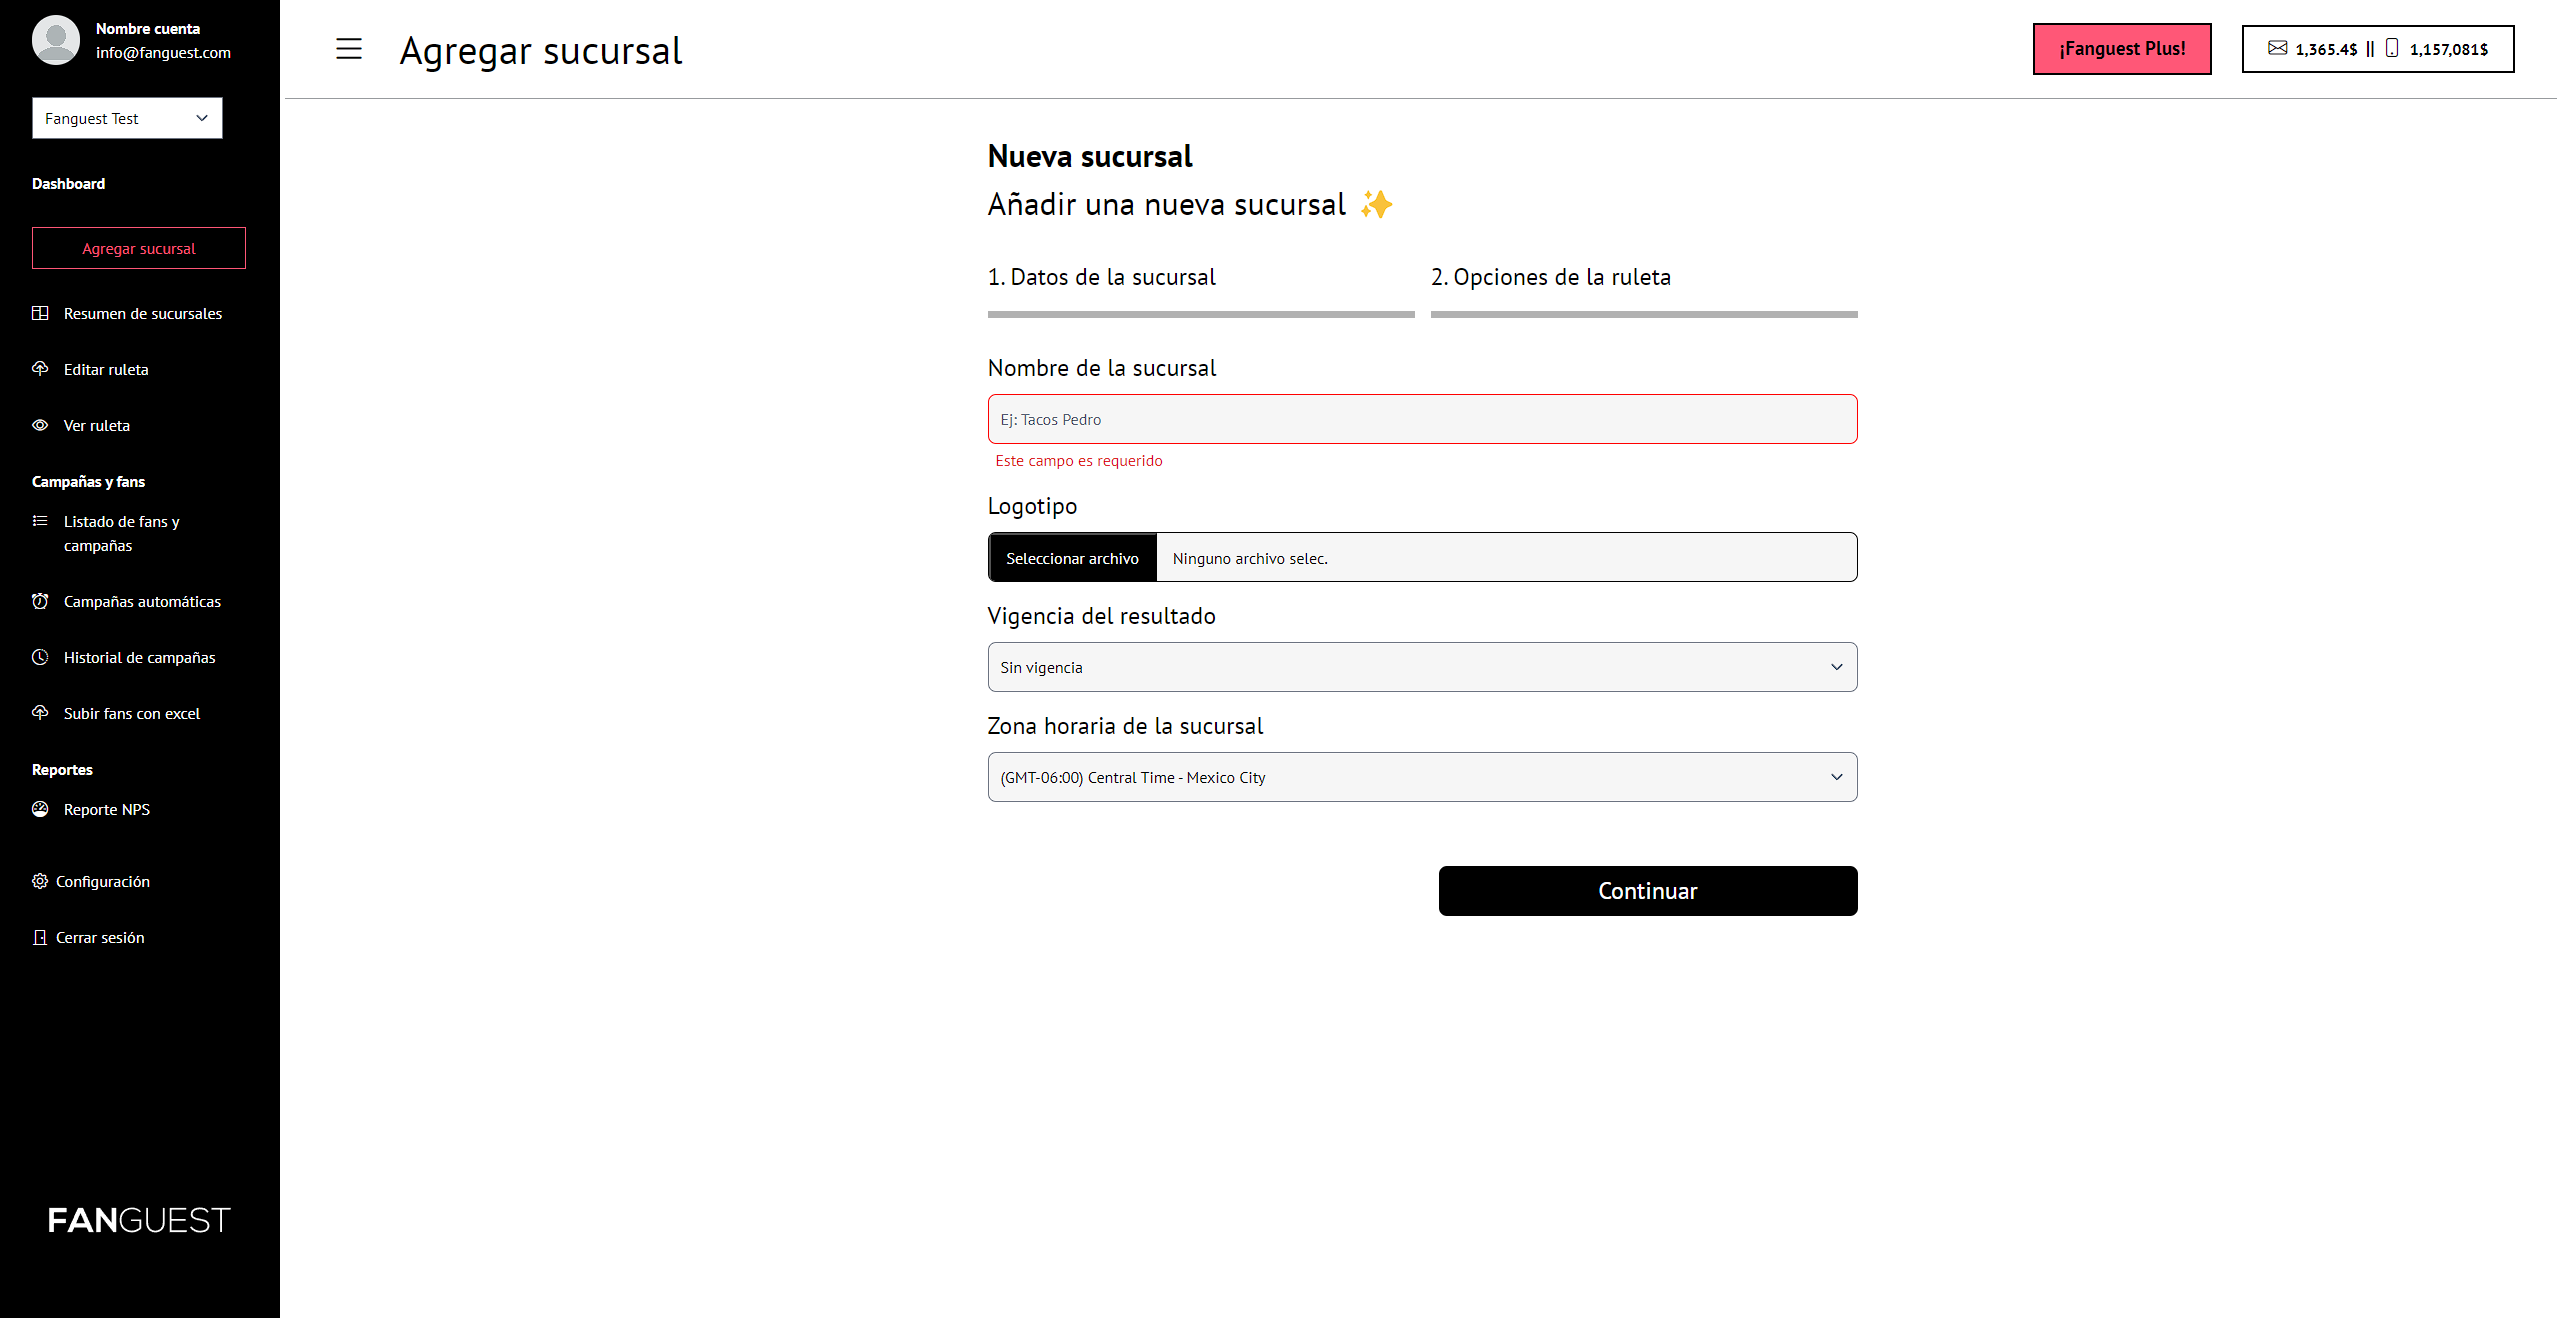 Nombre cuenta
info@fanguest.com
Fanguest Test
Dashboard
Agregar sucursal
Resumen de sucursales
Editar ruleta
Ver ruleta
Campañas y fans
Listado de fans y
campañas
Campañas automáticas
Historial de campañas
Subir fans con excel
Reportes
Reporte NPS
Configuración
Cerrar sesión
FANGUEST
Agregar sucursal
¡Fanguest Plus!
1,365.4$ || 1,157,081$
Nueva sucursal
Añadir una nueva sucursal ✨
1. Datos de la sucursal
2. Opciones de la ruleta
Nombre de la sucursal
Ej: Tacos Pedro
Este campo es requerido
Logotipo
Seleccionar archivo Ninguno archivo selec.
Vigencia del resultado
Sin vigencia
Zona horaria de la sucursal
(GMT-06:00) Central Time - Mexico City
Continuar